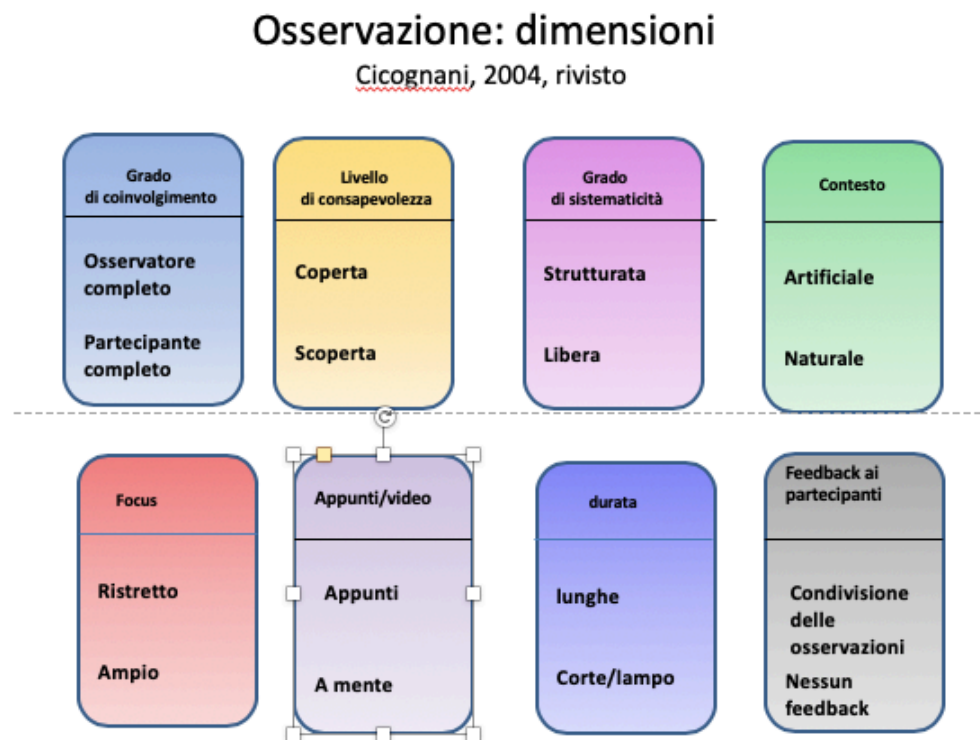 Osservazione: dimensioni
Cicognani, 2004, rivisto
Grado
di coinvolgimento
Osservatore
completo
Partecipante
completo
Livello
di consapevolezza
Coperta
Scoperta
Grado
di sistematicità
Strutturata
Libera
Contesto
Artificiale
Naturale
Focus
Ristretto
Ampio
Appunti/video
Appunti
A mente
durata
lunghe
Corte/lampo
Feedback ai
partecipanti
Condivisione
delle
osservazioni
Nessun
feedback